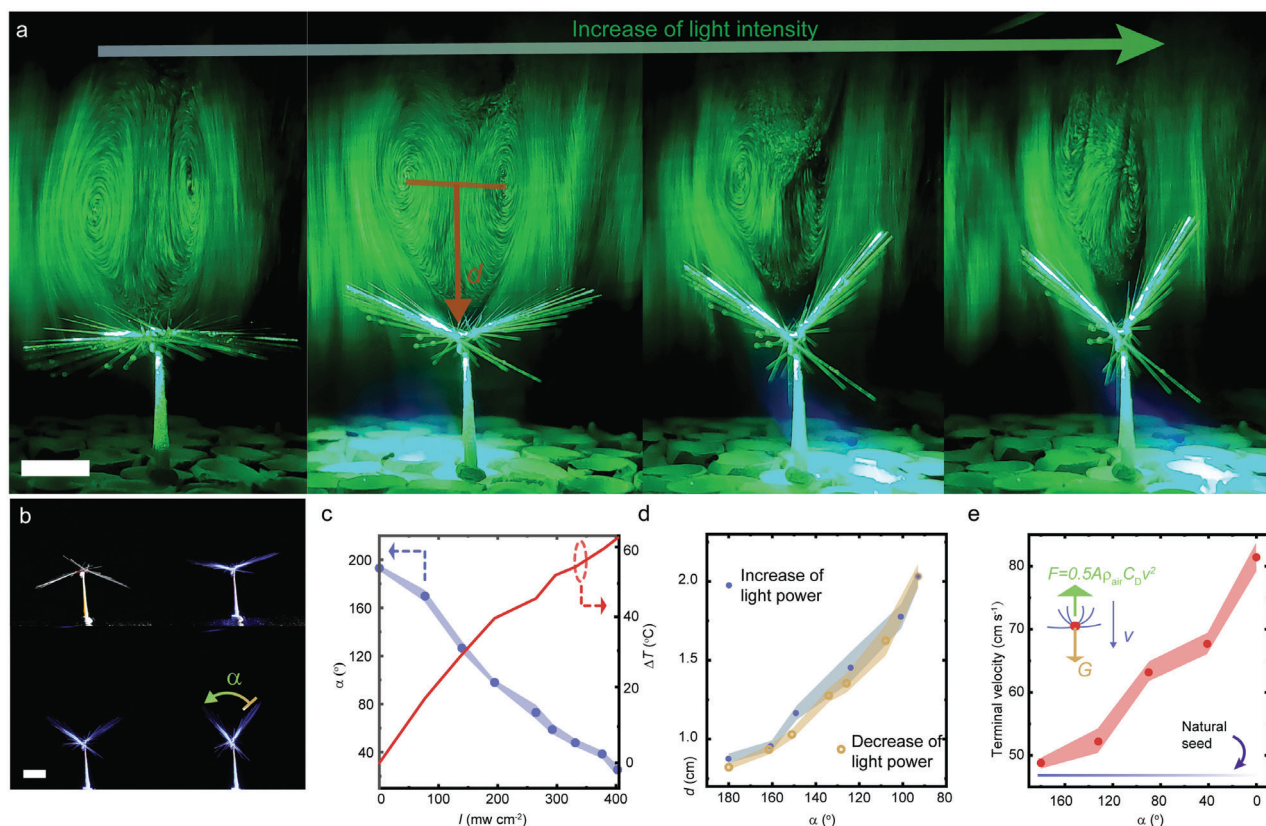 a
Increase of light intensity
d
b
α
c
200
160
120
80
40
α (°)
0
100
200
300
400
I (mw cm-2)
60
40
20
0
ΔT (°C)
d
2.0
1.5
1.0
d (cm)
Increase of
light power
Decrease of
light power
180
160
140
120
100
α (°)
e
80
70
60
50
Terminal velocity (cm s-1)
F=0.5AρairCDv2
v
G
Natural
seed
160
120
80
40
0
α (°)